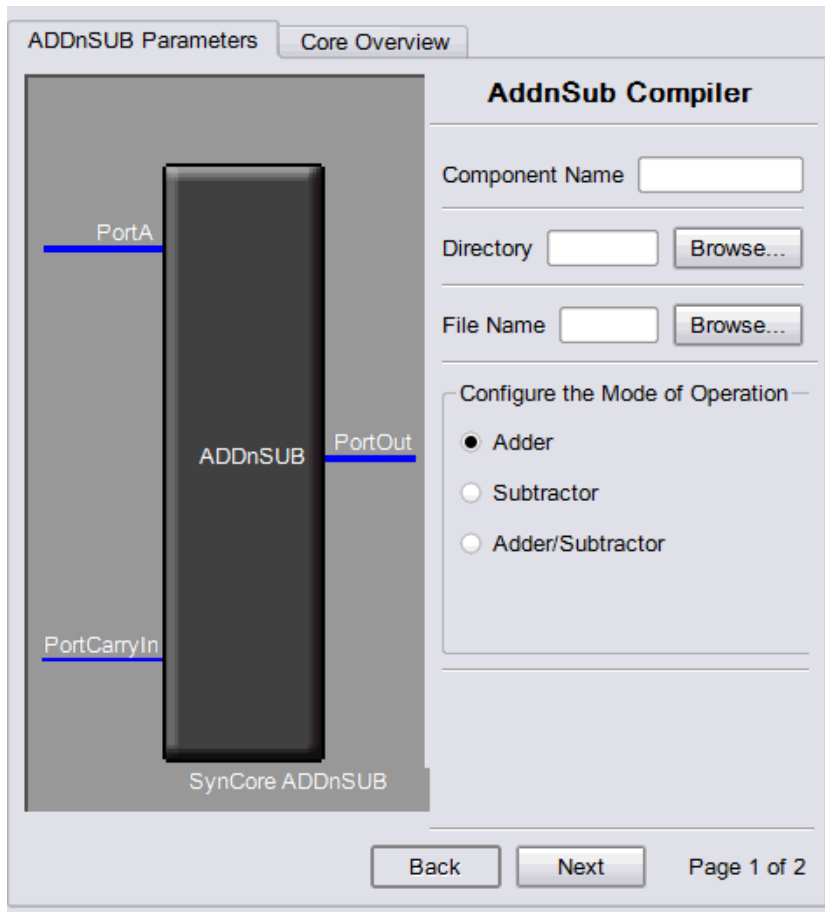 ADDnSUB Parameters
Core Overview
AddnSub Compiler
Component Name
Directory
Browse...
File Name
Browse...
Configure the Mode of Operation
Adder
Subtractor
Adder/Subtractor
PortA
ADDnSUB
PortOut
PortCarryIn
SynCore ADDnSUB
Back
Next
Page 1 of 2